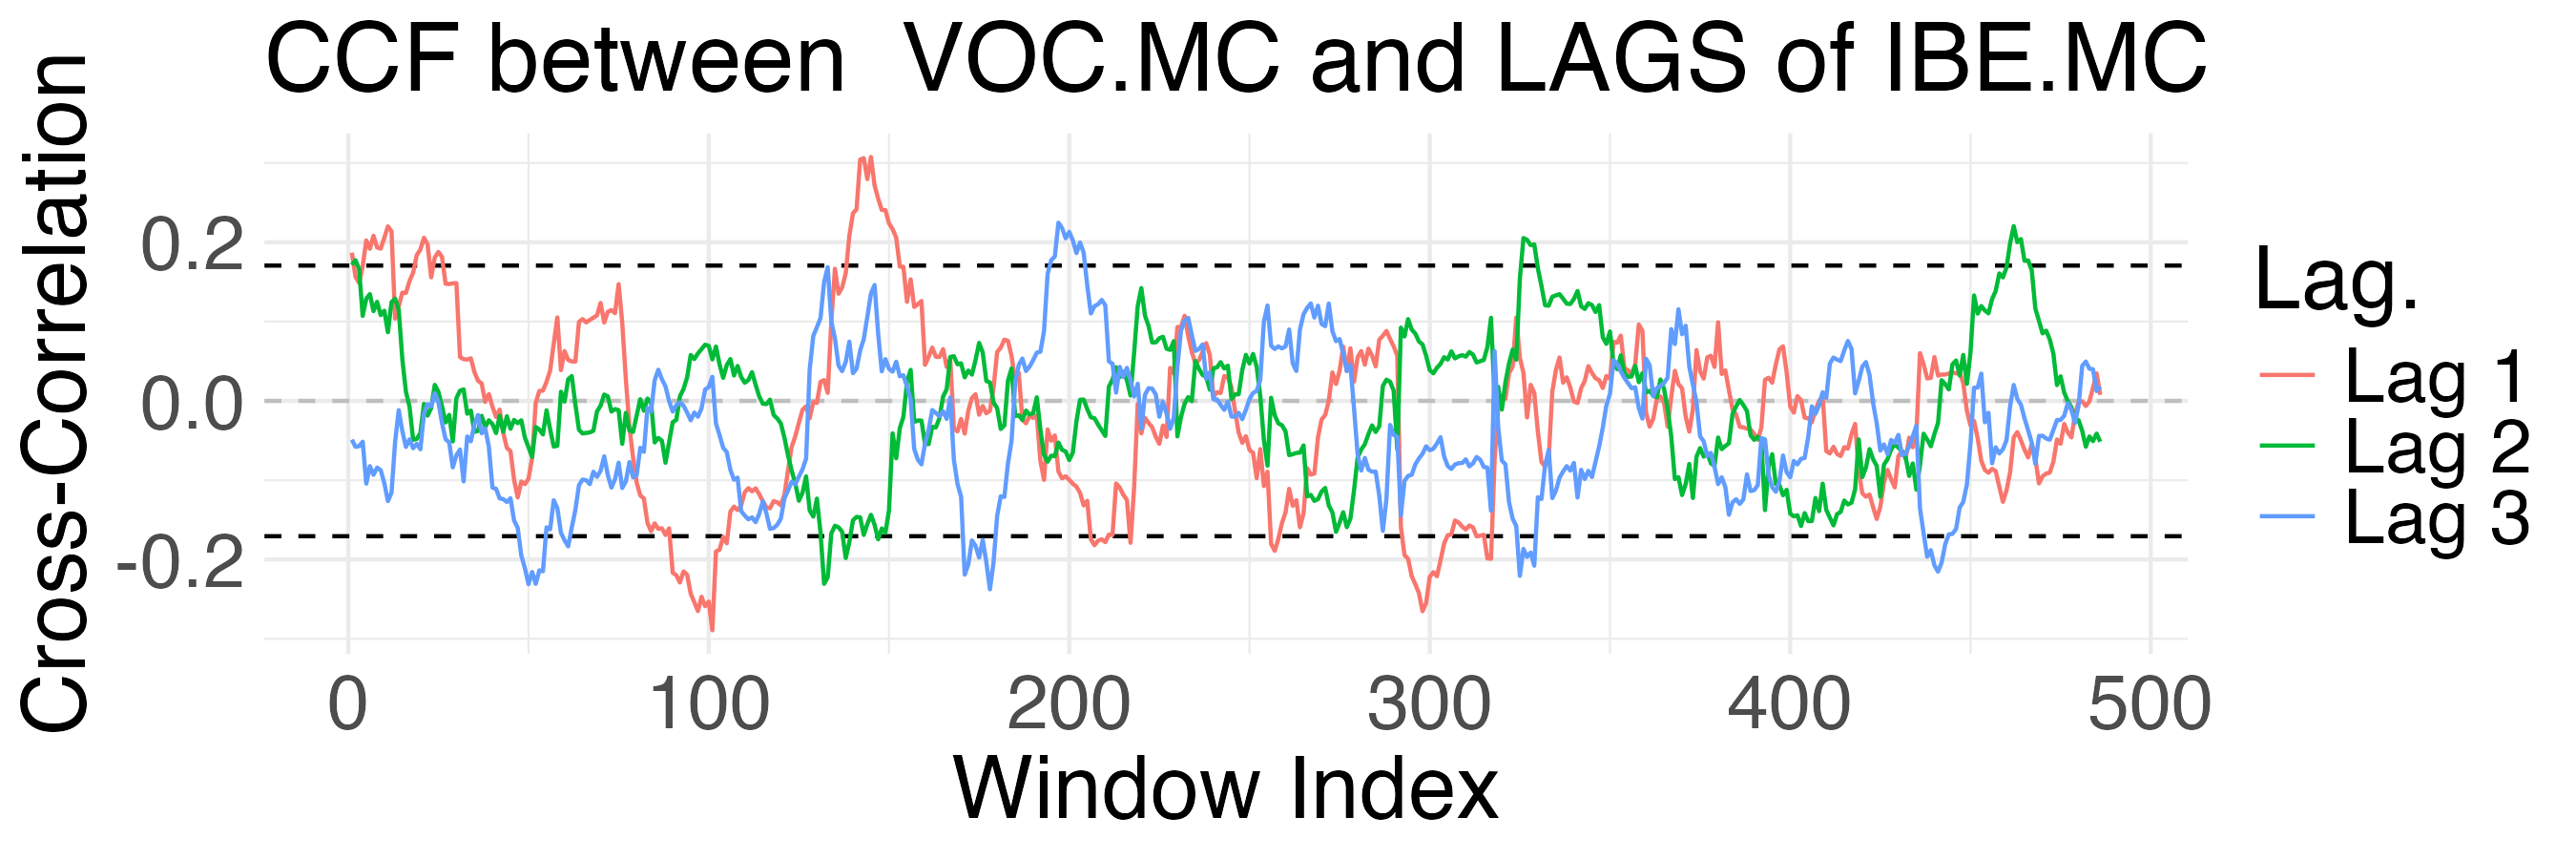 CCF between  VOC.MC and LAGS of IBE.MC
Cross-Correlation
0.2
0.0
-0.2
0 100 200 300 400 500
Window Index
Lag.
Lag 1
Lag 2
Lag 3